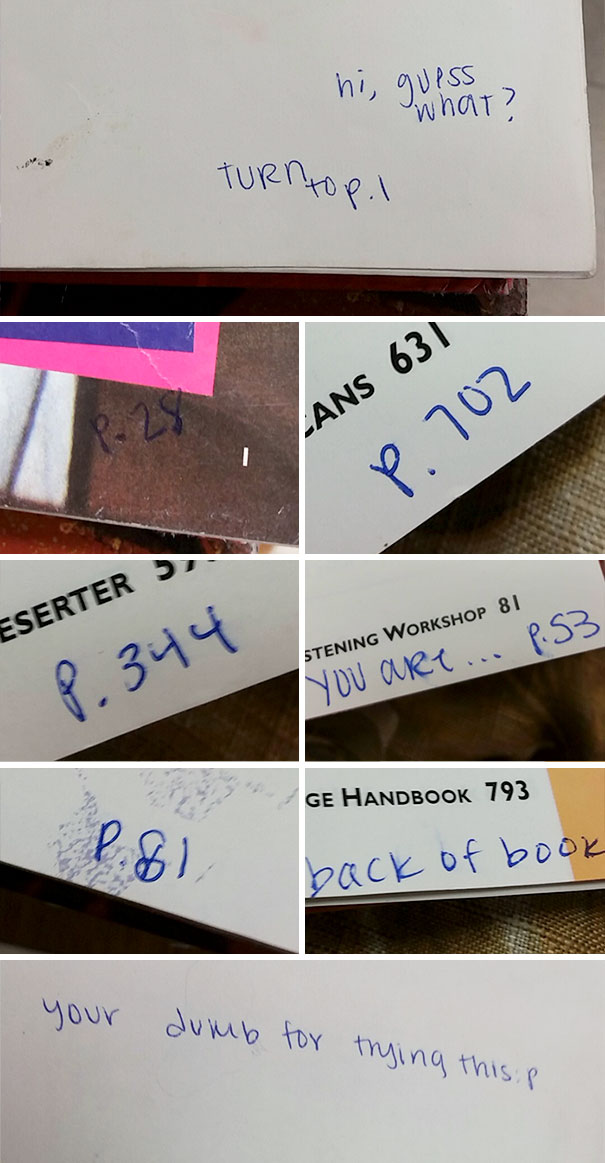 hi, guess
what?
TURN to p.1
p. 28
1
CANS 631
p. 702
ESERTER
p. 344
STENING WORKSHOP 81
YOU are... p.53
p.81
GE HANDBOOK 793
back of book
your dumb for trying this:p